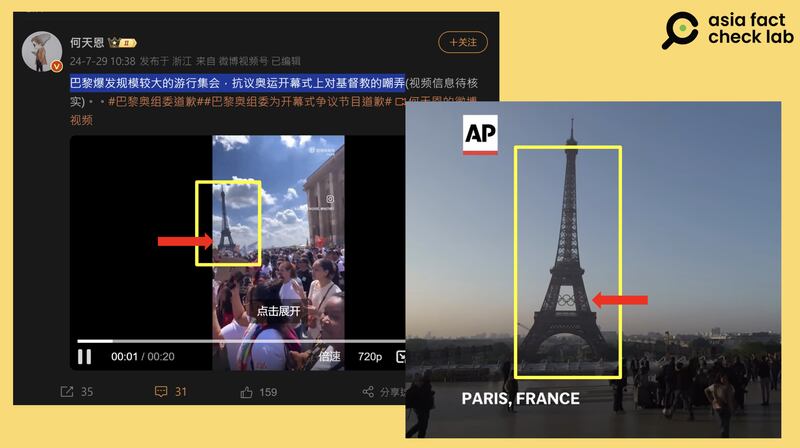 asia fact
check lab
何天恩
II
+关注
24-7-29 10:38 发布于 浙江 来自 微博视频号 已编辑
巴黎爆发规模较大的游行集会，抗议奥运开幕式上对基督教的嘲弄(视频信息待核
实)。。#巴黎奥组委道歉##巴黎奥组委为开幕式争议节目道歉# 何天恩的微博
视频
点击展开
00:01 / 00:20
倍速
720p
35
31
159
分享
AP
PARIS, FRANCE